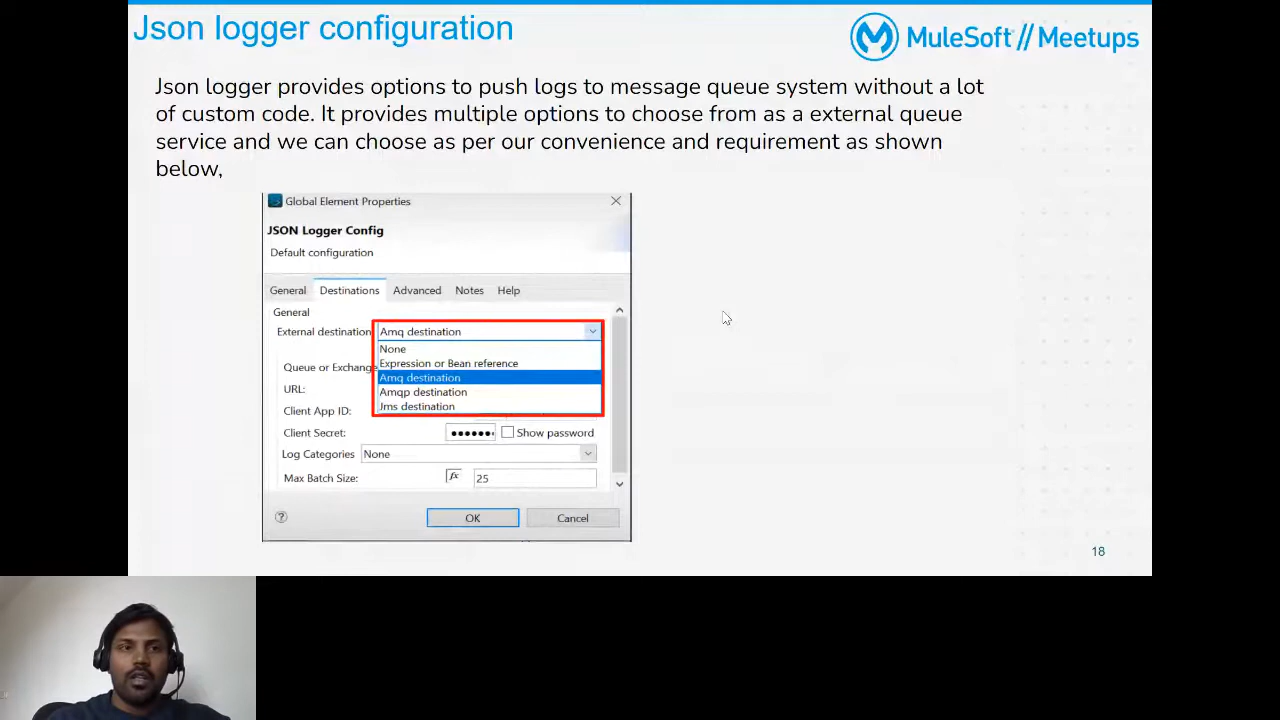 Json logger configuration
MuleSoft // Meetups
Json logger provides options to push logs to message queue system without a lot
of custom code. It provides multiple options to choose from as a external queue
service and we can choose as per our convenience and requirement as shown
below,
Global Element Properties
JSON Logger Config
Default configuration
General Destinations Advanced Notes Help
General
External destination Amq destination
None
Expression or Bean reference
Amq destination
Amqp destination
Jms destination
Queue or Exchange
URL:
Client App ID:
Client Secret: Show password
Log Categories None
Max Batch Size: fx 25
OK Cancel
18